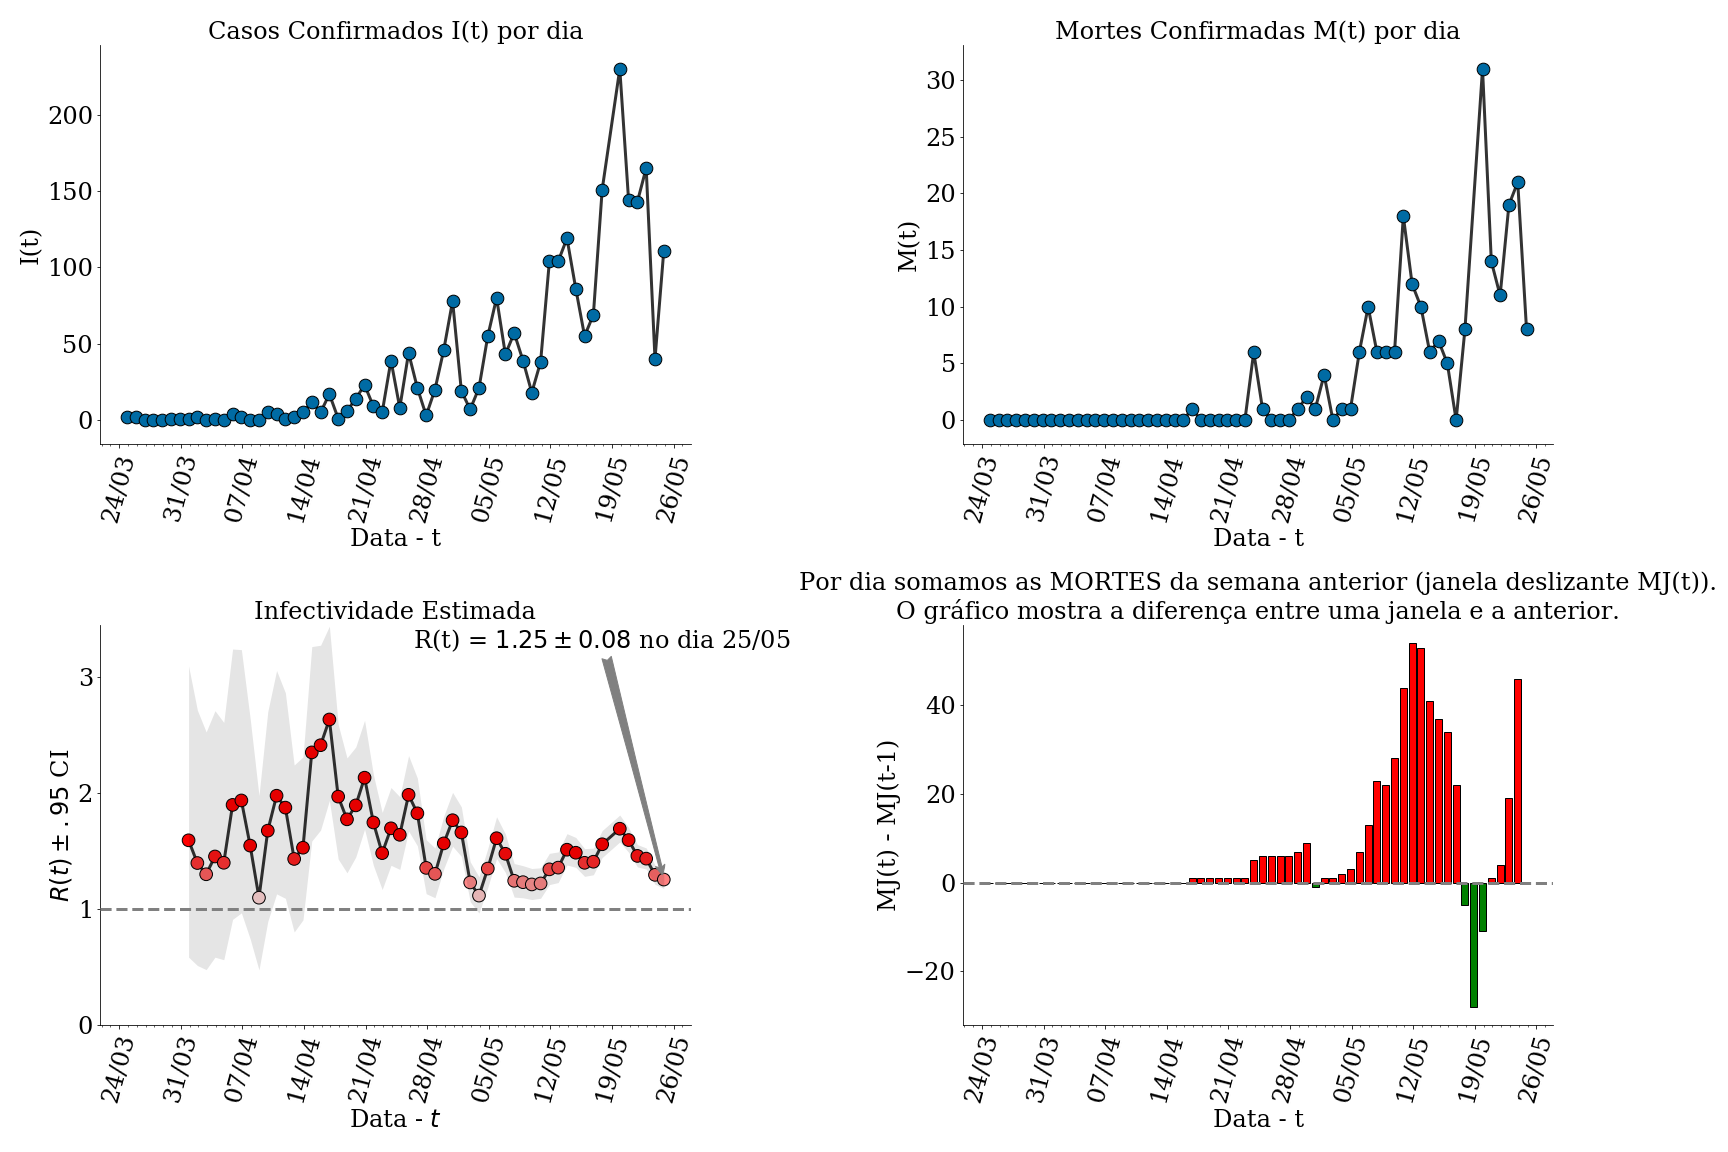 Casos Confirmados I(t) por dia
I(t)
200
150
100
50
0
24/03 31/03 07/04 14/04 21/04 28/04 05/05 12/05 19/05 26/05
Data - t
Mortes Confirmadas M(t) por dia
M(t)
30
25
20
15
10
5
0
24/03 31/03 07/04 14/04 21/04 28/04 05/05 12/05 19/05 26/05
Data - t
Infectividade Estimada
R(t) = 1.25 ± 0.08 no dia 25/05
R(t) ± .95 CI
3
2
1
0
24/03 31/03 07/04 14/04 21/04 28/04 05/05 12/05 19/05 26/05
Data - t
Por dia somamos as MORTES da semana anterior (janela deslizante MJ(t)).
O gráfico mostra a diferença entre uma janela e a anterior.
MJ(t) - MJ(t-1)
40
20
0
−20
24/03 31/03 07/04 14/04 21/04 28/04 05/05 12/05 19/05 26/05
Data - t